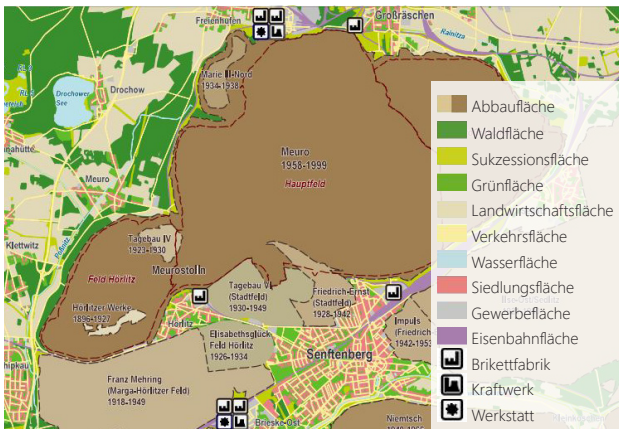 Freienhufen
Großräschen
Rainitza
Marie III-Nord
1934-1938
Drochower
See
Drochow
Meuro
1958-1999
Hauptfeld
Meuro
Klettwitz
Pößnitz
Tagebau IV
1923-1930
Feld Hörlitz
Meurostolln
Hörlitzer Werke
1896-1927
Tagebau V
(Stadtfeld)
1930-1949
Friedrich-Ernst
(Stadtfeld)
1928-1942
Hörlitz
Elisabethsglück
Feld Hörlitz
1926-1934
Impuls
(Friedrich
1942-1953
Senftenberg
Franz Mehring
(Marga-Hörlitzer Feld)
1918-1949
Brieske-Ost
Niemtsch
Abbaufläche
Waldfläche
Sukzessionsfläche
Grünfläche
Landwirtschaftsfläche
Verkehrsfläche
Wasserfläche
Siedlungsfläche
Gewerbefläche
Eisenbahnfläche
Brikettfabrik
Kraftwerk
Werkstatt